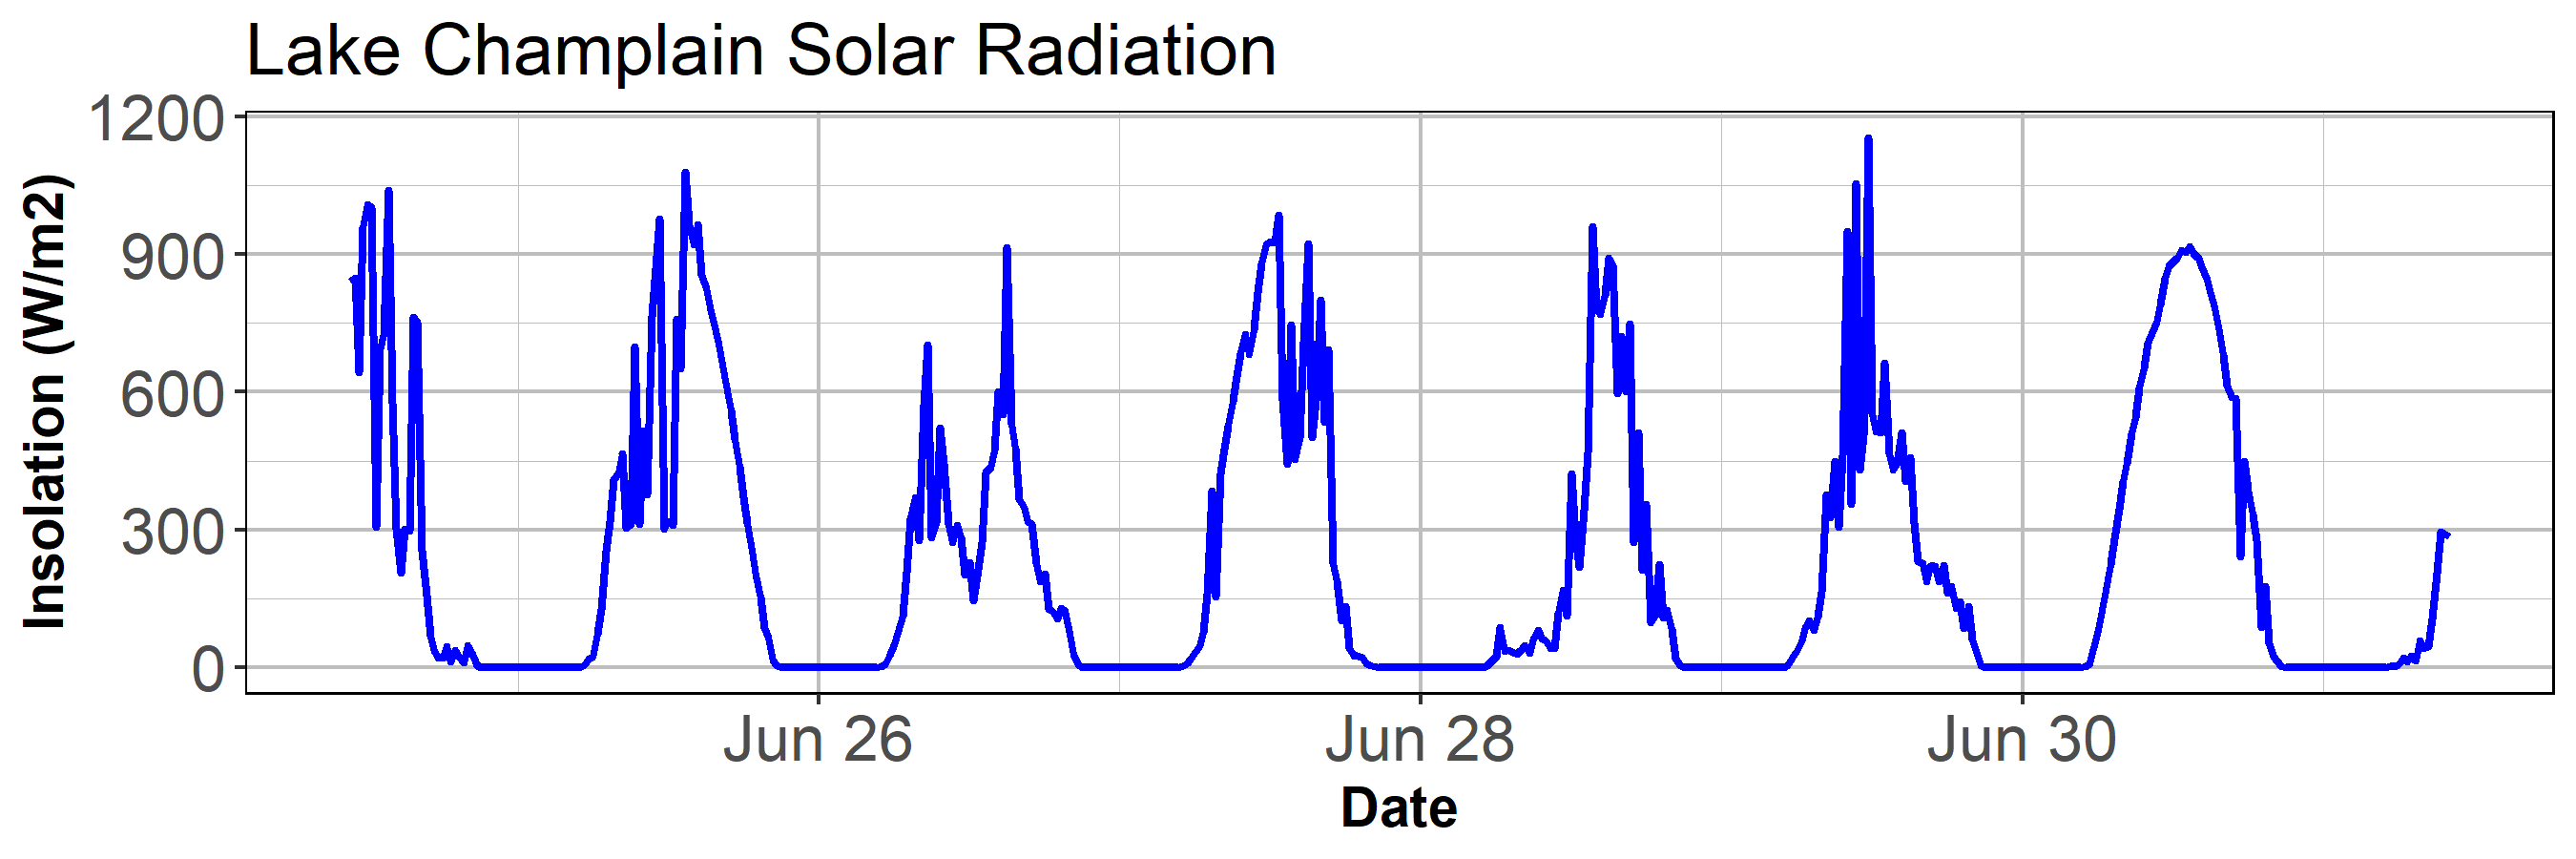 Lake Champlain Solar Radiation
1200
900
600
300
0
Insolation (W/m2)
Jun 26
Jun 28
Jun 30
Date